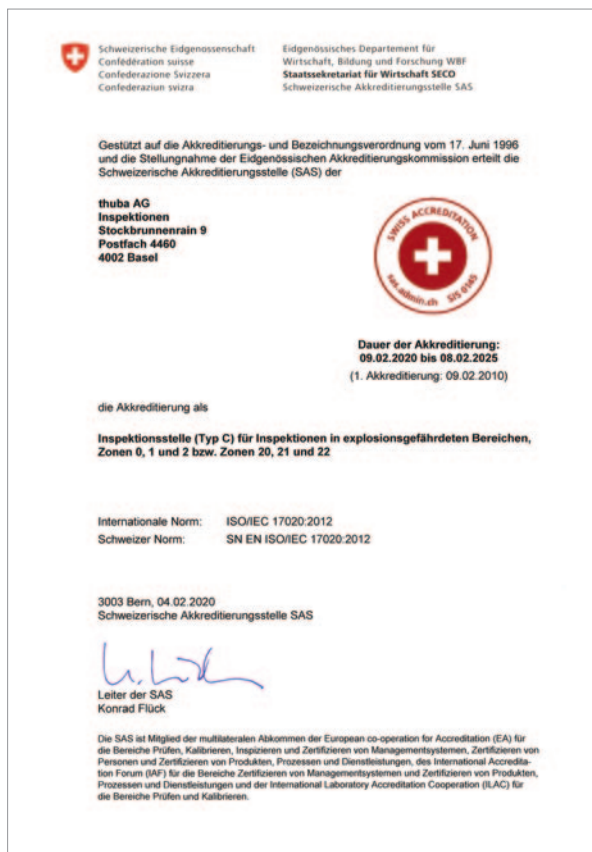 Schweizerische Eidgenossenschaft
Confédération suisse
Confederazione Svizzera
Confederaziun svizra
Eidgenössisches Departement für
Wirtschaft, Bildung und Forschung WBF
Staatssekretariat für Wirtschaft SECO
Schweizerische Akkreditierungsstelle SAS
Gestützt auf die Akkreditierungs- und Bezeichnungsverordnung vom 17. Juni 1996
und die Stellungnahme der Eidgenössischen Akkreditierungskommission erteilt die
Schweizerische Akkreditierungsstelle (SAS) der
thuba AG
Inspektionen
Stockbrunnenrain 9
Postfach 4460
4002 Basel
SWISS ACCREDITATION
sas.admin.ch SIS 0145
Dauer der Akkreditierung:
09.02.2020 bis 08.02.2025
(1. Akkreditierung: 09.02.2010)
die Akkreditierung als
Inspektionsstelle (Typ C) für Inspektionen in explosionsgefährdeten Bereichen,
Zonen 0, 1 und 2 bzw. Zonen 20, 21 und 22
Internationale Norm: ISO/IEC 17020:2012
Schweizer Norm: SN EN ISO/IEC 17020:2012
3003 Bern, 04.02.2020
Schweizerische Akkreditierungsstelle SAS
Leiter der SAS
Konrad Flück
Die SAS ist Mitglied der multilateralen Abkommen der European co-operation for Accreditation (EA) für
die Bereiche Prüfen, Kalibrieren, Inspizieren und Zertifizieren von Managementsystemen, Zertifizieren von
Personen und Zertifizieren von Produkten, Prozessen und Dienstleistungen, des International Accredita-
tion Forum (IAF) für die Bereiche Zertifizieren von Managementsystemen und Zertifizieren von Produkten,
Prozessen und Dienstleistungen und der International Laboratory Accreditation Cooperation (ILAC) für
die Bereiche Prüfen und Kalibrieren.